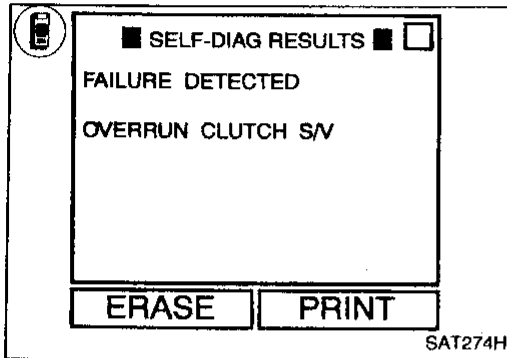 ■ SELF-DIAG RESULTS ■ □
FAILURE DETECTED
OVERRUN CLUTCH S/V
ERASE PRINT
SAT274H